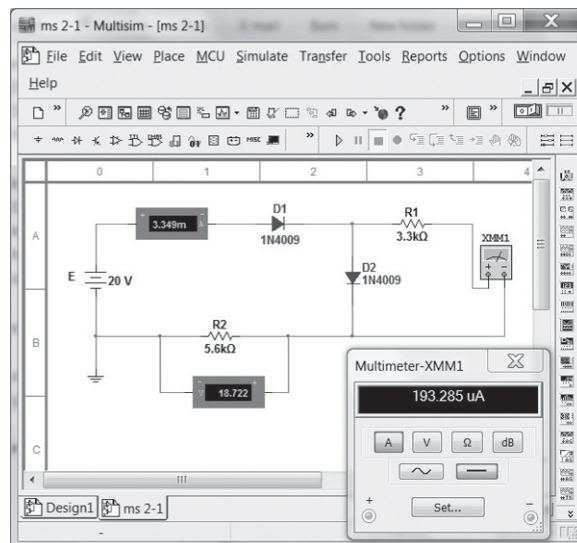 ms 2-1 - Multisim - [ms 2-1]
File Edit View Place MCU Simulate Transfer Tools Reports Options Window
Help
0 1 2 3 4
A
B
C
3.349m
A
D1
1N4009
R1
3.3kΩ
XMM1
D2
1N4009
E
20 V
R2
5.6kΩ
18.722
V
Multimeter-XMM1
193.285 uA
A V Ω dB
+ Set... -
Design1 ms 2-1